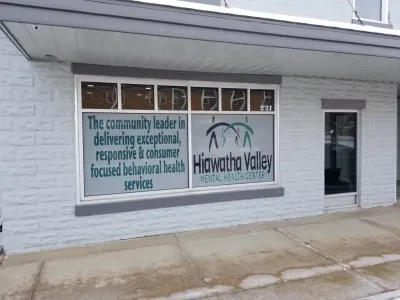 221
The community leader in
delivering exceptional,
responsive & consumer
focused behavioral health
services
Hiawatha Valley
MENTAL HEALTH CENTER